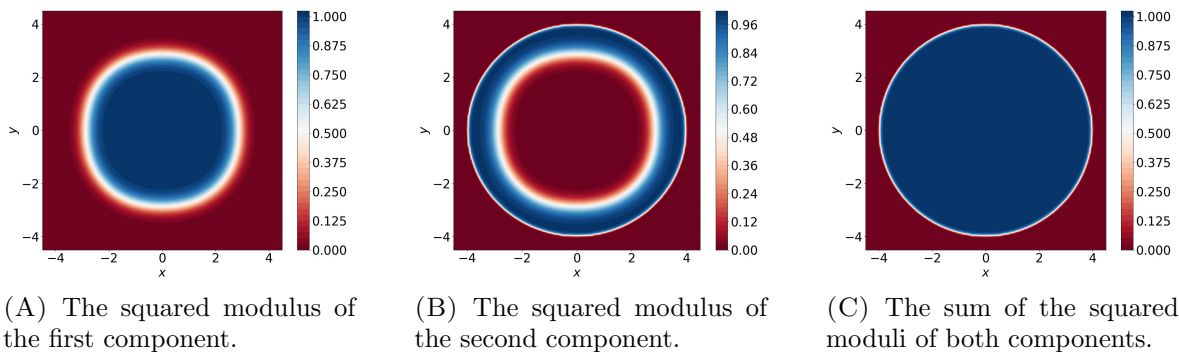 4
2
0
−2
−4
y
−4 −2 0 2 4
x
1.000
0.875
0.750
0.625
0.500
0.375
0.250
0.125
0.000
4
2
0
−2
−4
y
−4 −2 0 2 4
x
0.96
0.84
0.72
0.60
0.48
0.36
0.24
0.12
0.00
4
2
0
−2
−4
y
−4 −2 0 2 4
x
1.000
0.875
0.750
0.625
0.500
0.375
0.250
0.125
0.000
(A) The squared modulus of
the first component.
(B) The squared modulus of
the second component.
(C) The sum of the squared
moduli of both components.